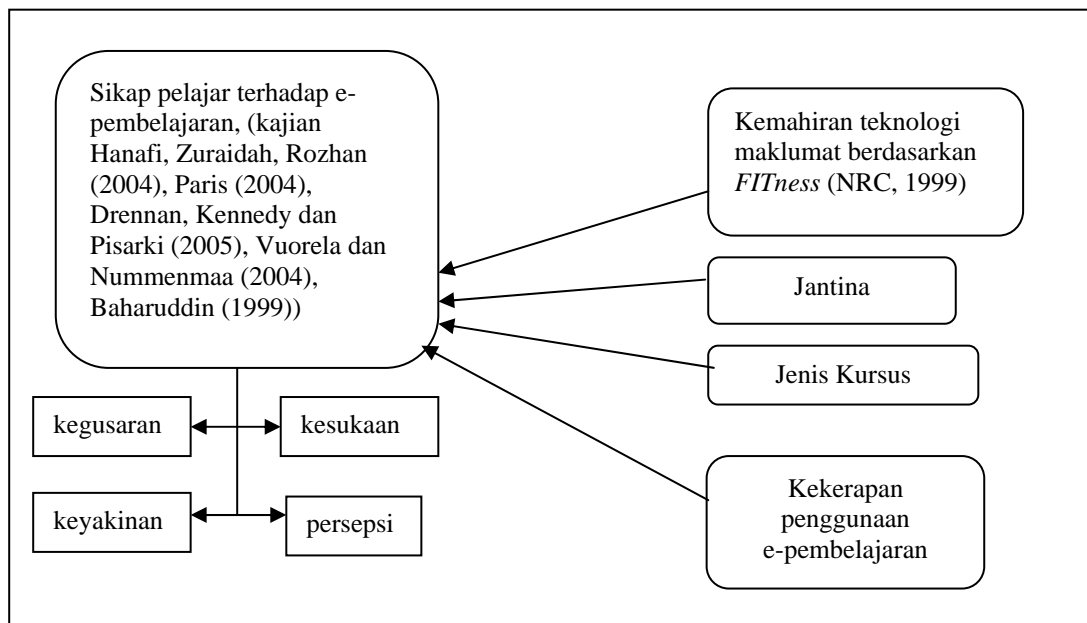 Sikap pelajar terhadap e-
pembelajaran, (kajian
Hanafi, Zuraidah, Rozhan
(2004), Paris (2004),
Drennan, Kennedy dan
Pisarki (2005), Vuorela dan
Nummenmaa (2004),
Baharuddin (1999))
kegusaran
kesukaan
keyakinan
persepsi
Kemahiran teknologi
maklumat berdasarkan
FITness (NRC, 1999)
Jantina
Jenis Kursus
Kekerapan
penggunaan
e-pembelajaran